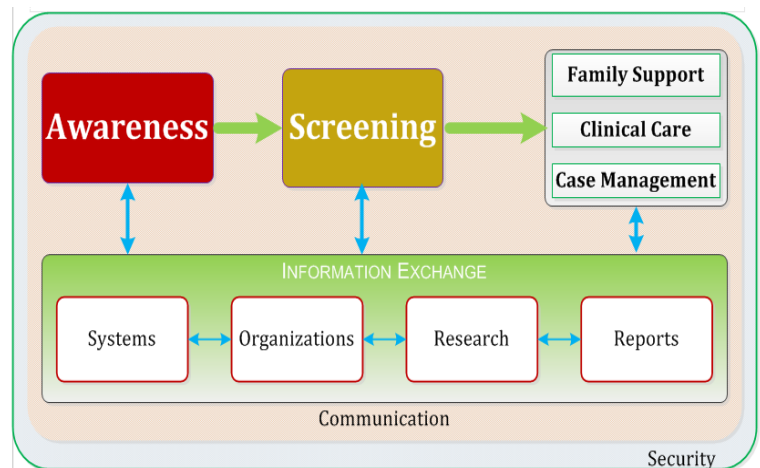 Awareness
Screening
Family Support
Clinical Care
Case Management
INFORMATION EXCHANGE
Systems
Organizations
Research
Reports
Communication
Security